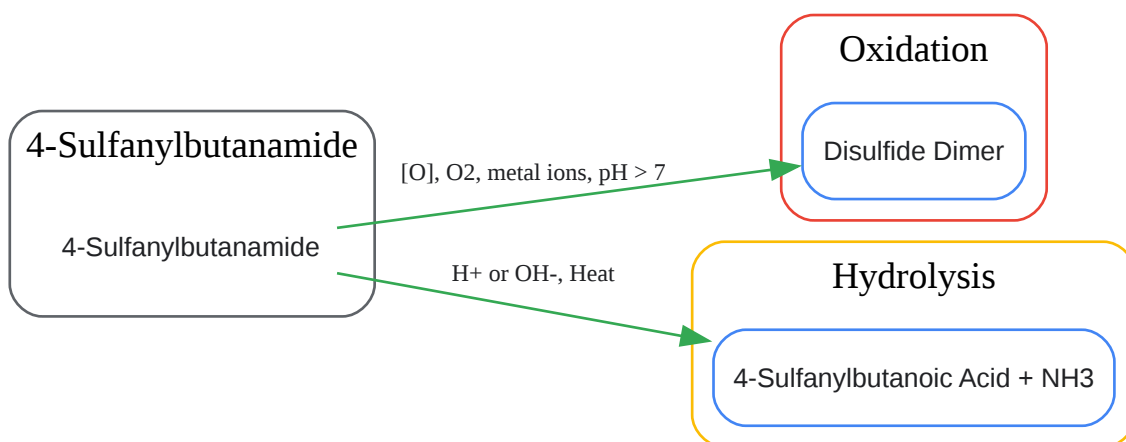 Oxidation
Disulfide Dimer
4-Sulfanylbutanamide
4-Sulfanylbutanamide
[O], O2, metal ions, pH > 7
H+ or OH-, Heat
Hydrolysis
4-Sulfanylbutanoic Acid + NH3